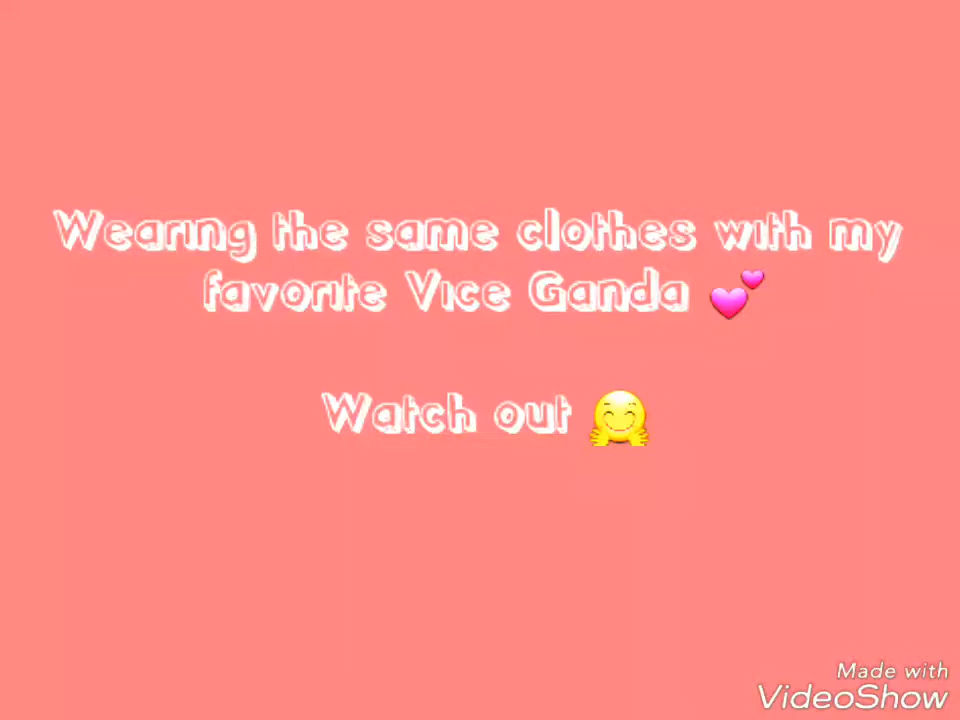 Wearing the same clothes with my
favorite Vice Ganda 💕
Watch out 🤗
Made with
VideoShow